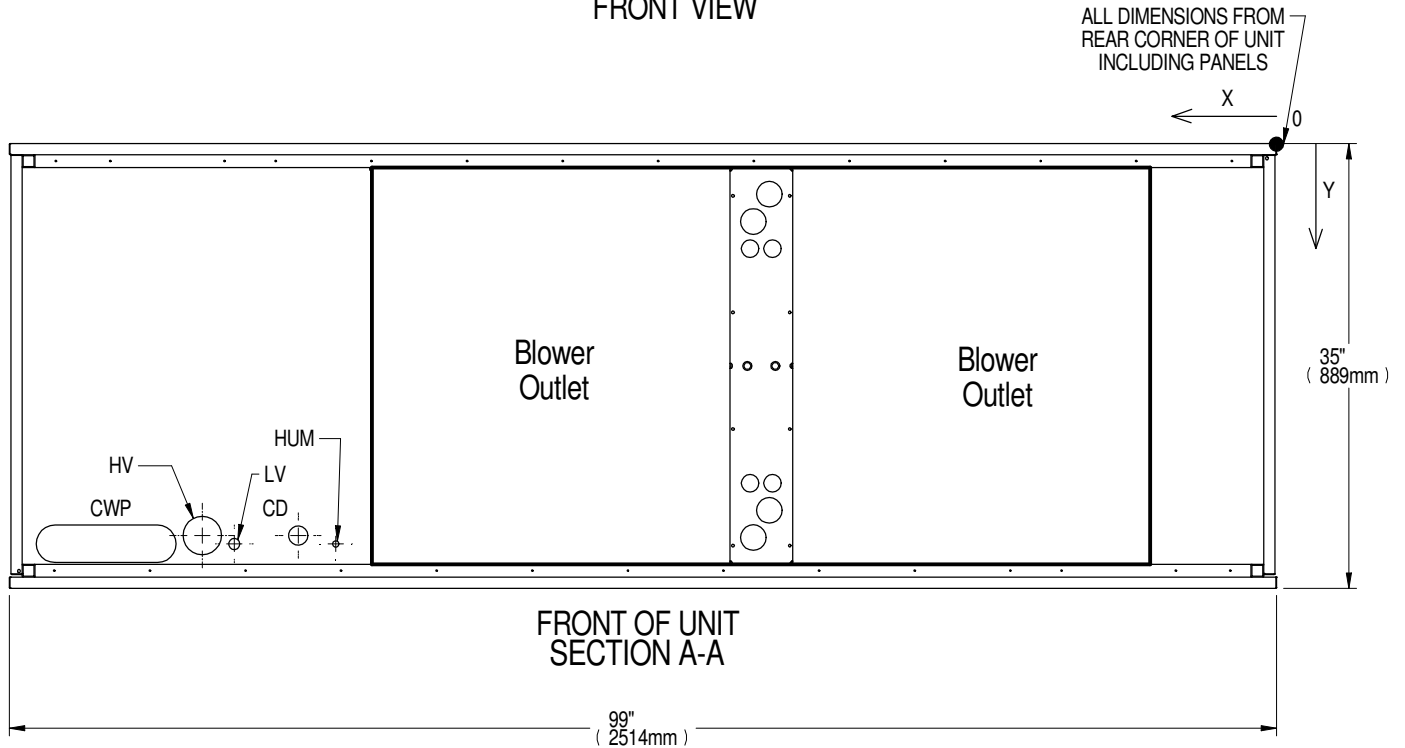 FRONT VIEW
ALL DIMENSIONS FROM
REAR CORNER OF UNIT
INCLUDING PANELS
X
0
Y
Blower
Outlet
Blower
Outlet
35"
( 889mm )
HUM
HV
LV
CWP
CD
FRONT OF UNIT
SECTION A-A
99"
( 2514mm )